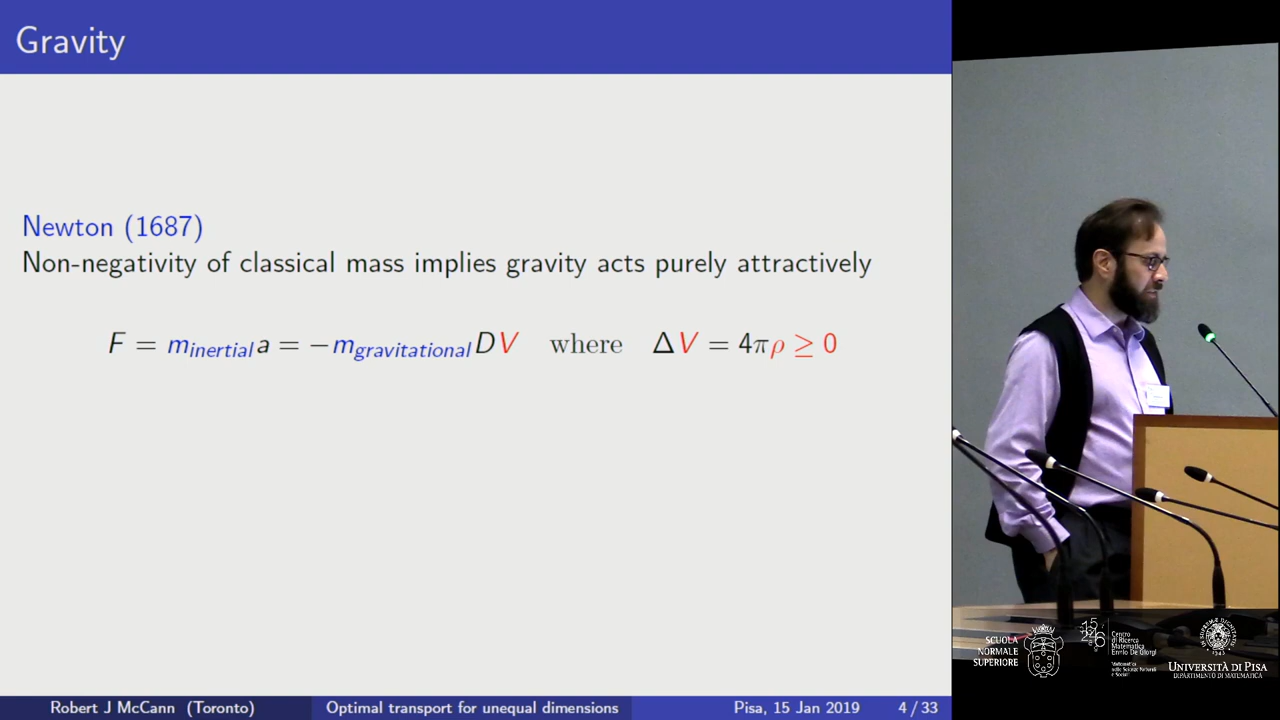 Gravity
Newton (1687)
Non-negativity of classical mass implies gravity acts purely attractively
F = m_inertial a = −m_gravitational DV where ΔV = 4πρ ≥ 0
Robert J McCann (Toronto) Optimal transport for unequal dimensions Pisa, 15 Jan 2019 4 / 33
SCUOLA
NORMALE
SUPERIORE
Centro
di Ricerca
Matematica
Ennio De Giorgi
UNIVERSITÀ DI PISA
DIPARTIMENTO DI MATEMATICA